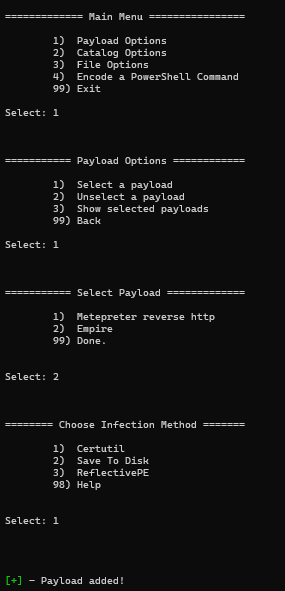 ============= Main Menu ================
1) Payload Options
2) Catalog Options
3) File Options
4) Encode a PowerShell Command
99) Exit
Select: 1
=========== Payload Options ============
1) Select a payload
2) Unselect a payload
3) Show selected payloads
99) Back
Select: 1
=========== Select Payload =============
1) Metepreter reverse http
2) Empire
99) Done.
Select: 2
======== Choose Infection Method =======
1) Certutil
2) Save To Disk
3) ReflectivePE
98) Help
Select: 1
[+] - Payload added!